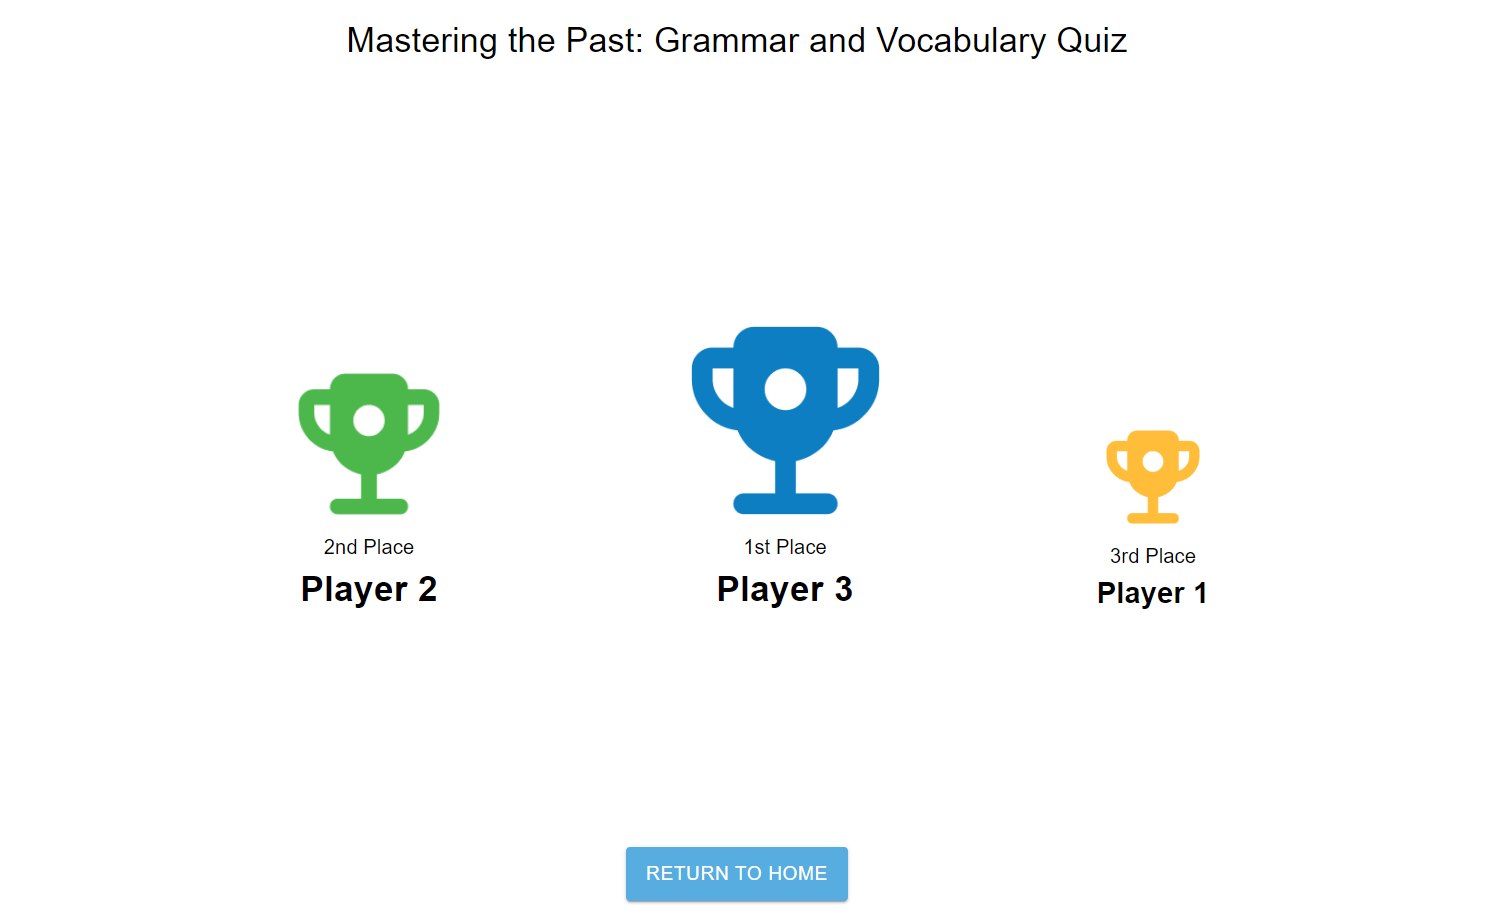 Mastering the Past: Grammar and Vocabulary Quiz
2nd Place
Player 2
1st Place
Player 3
3rd Place
Player 1
RETURN TO HOME